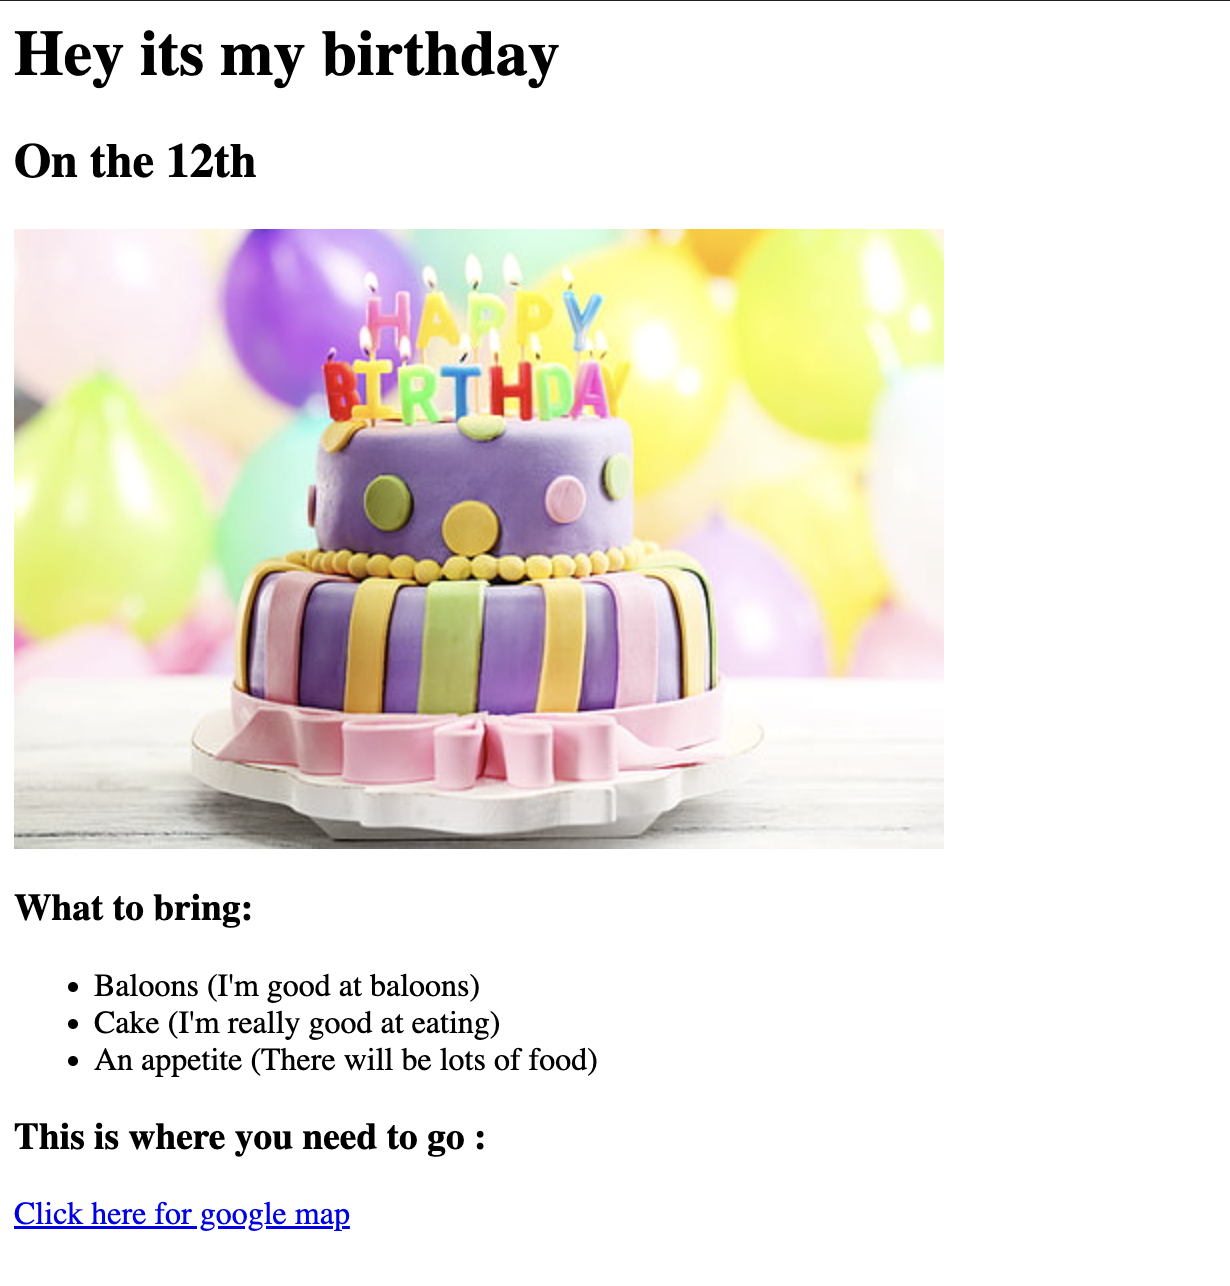 Hey its my birthday
On the 12th
HAPPY
BIRTHDAY
What to bring:
Baloons (I'm good at baloons)
Cake (I'm really good at eating)
An appetite (There will be lots of food)
This is where you need to go :
Click here for google map